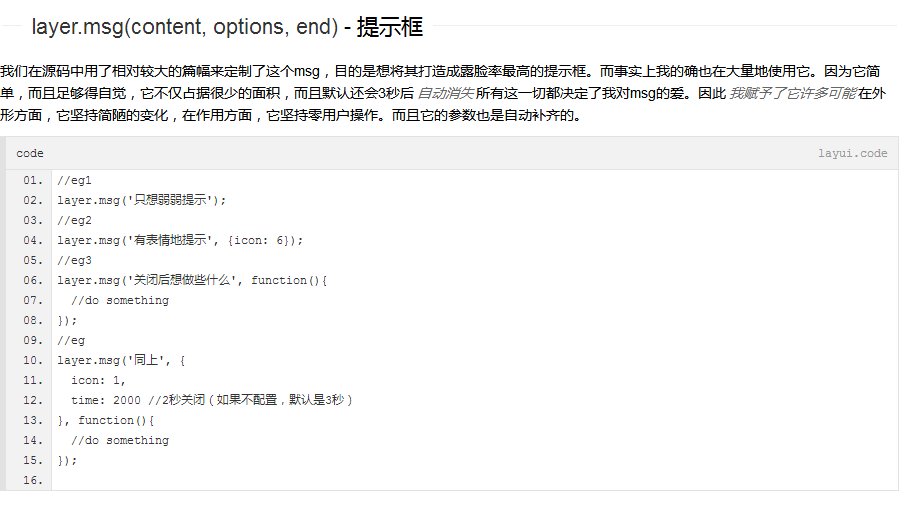 layer.msg(content, options, end) - 提示框
我们在源码中用了相对较大的篇幅来定制了这个msg，目的是想将其打造成露脸率最高的提示框。而事实上我的确也在大量地使用它。因为它简
单，而且足够得自觉，它不仅占据很少的面积，而且默认还会3秒后 自动消失 所有这一切都决定了我对msg的爱。因此 我赋予了它许多可能 在外
形方面，它坚持简陋的变化，在作用方面，它坚持零用户操作。而且它的参数也是自动补齐的。
code layui.code
01. //eg1
02. layer.msg('只想弱弱提示');
03. //eg2
04. layer.msg('有表情地提示', {icon: 6});
05. //eg3
06. layer.msg('关闭后想做些什么', function(){
07.   //do something
08. });
09. //eg
10. layer.msg('同上', {
11.   icon: 1,
12.   time: 2000 //2秒关闭（如果不配置，默认是3秒）
13. }, function(){
14.   //do something
15. });
16.